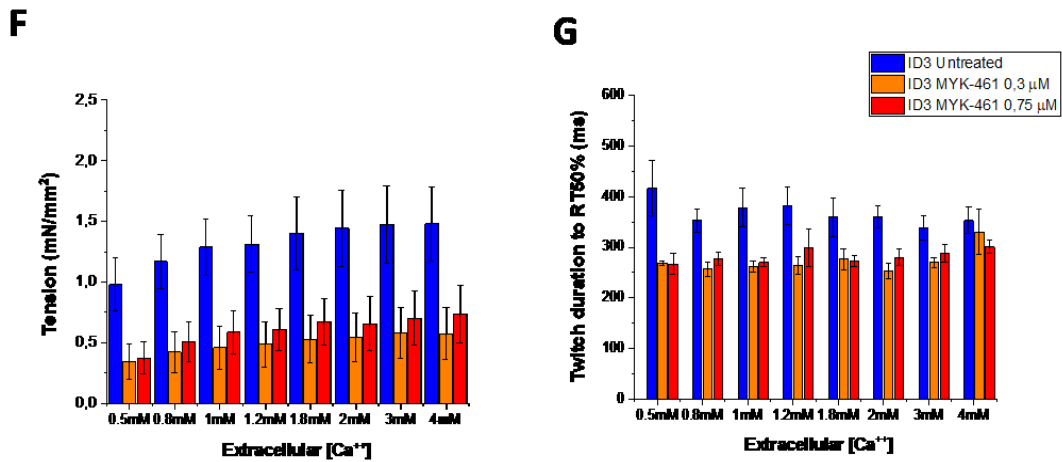 F
G
ID3 Untreated
ID3 MYK-461 0,3 μM
ID3 MYK-461 0,75 μM
Tension (mN/mm²)
2,5
2,0
1,5
1,0
0,5
0,0
0.5mM 0.8mM 1mM 1.2mM 1.8mM 2mM 3mM 4mM
Extracellular [Ca⁺⁺]
Twitch duration to RT50% (ms)
600
500
400
300
200
100
0
0.5mM 0.8mM 1mM 1.2mM 1.8mM 2mM 3mM 4mM
Extracellular [Ca⁺⁺]